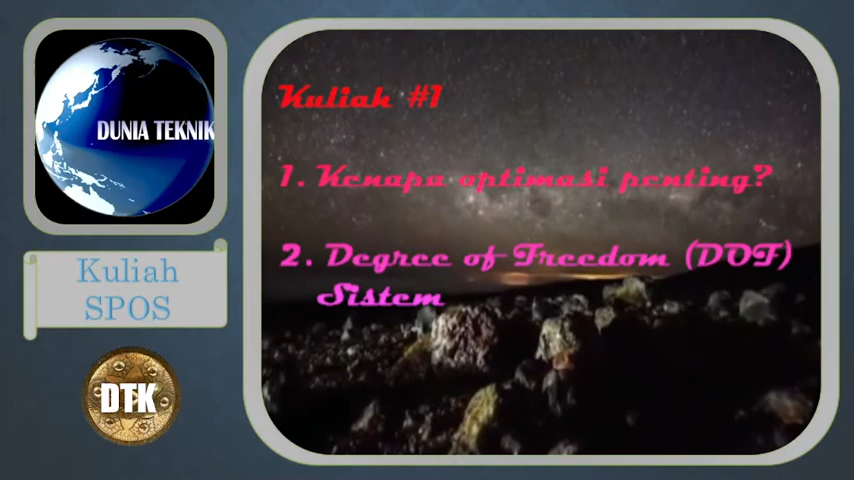 DUNIA TEKNIK
Kuliah
SPOS
DTK
Kuliah #1
1. Kenapa optimasi penting?
2. Degree of Freedom (DOF)
Sistem